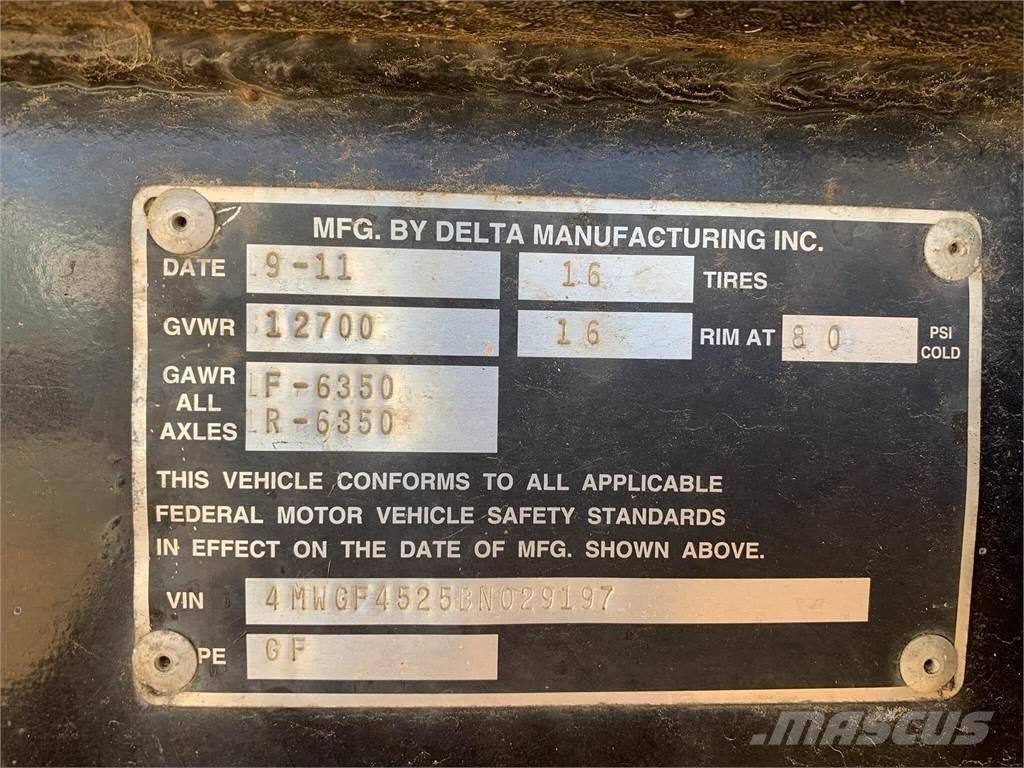 MFG. BY DELTA MANUFACTURING INC.
DATE 9-11 16 TIRES
GVWR 12700 16 RIM AT 80 PSI COLD
GAWR F-6350
ALL
AXLES R-6350
THIS VEHICLE CONFORMS TO ALL APPLICABLE
FEDERAL MOTOR VEHICLE SAFETY STANDARDS
IN EFFECT ON THE DATE OF MFG. SHOWN ABOVE.
VIN 4MWGF4525BN029197
PE GF
MASCUS